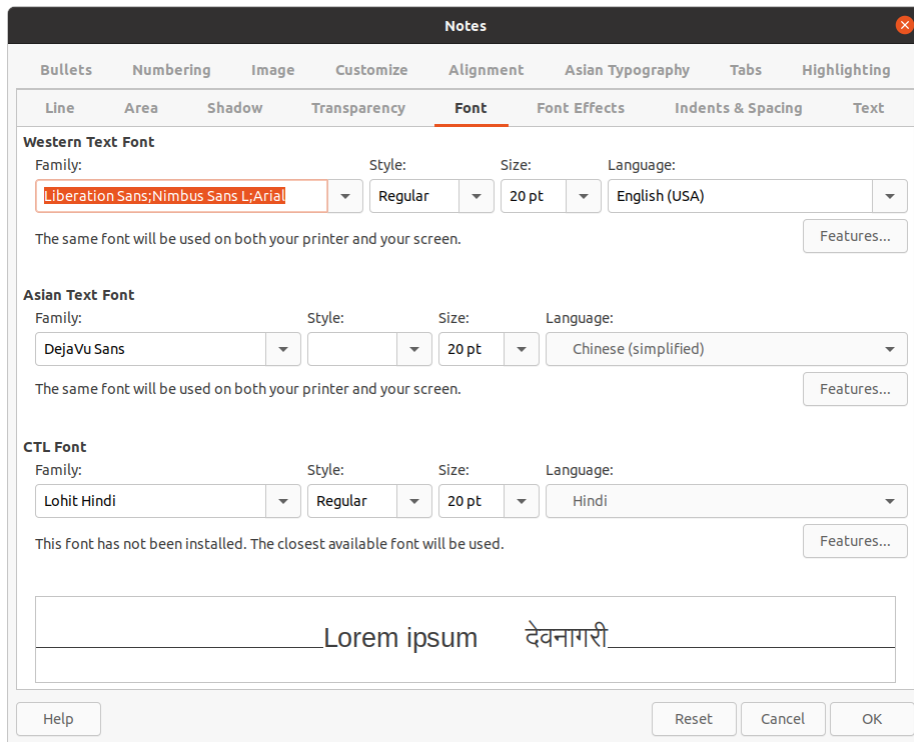 Notes
Bullets Numbering Image Customize Alignment Asian Typography Tabs Highlighting
Line Area Shadow Transparency Font Font Effects Indents & Spacing Text
Western Text Font
Family: Style: Size: Language:
Liberation Sans;Nimbus Sans L;Arial Regular 20 pt English (USA)
The same font will be used on both your printer and your screen. Features...
Asian Text Font
Family: Style: Size: Language:
DejaVu Sans 20 pt Chinese (simplified)
The same font will be used on both your printer and your screen. Features...
CTL Font
Family: Style: Size: Language:
Lohit Hindi Regular 20 pt Hindi
This font has not been installed. The closest available font will be used. Features...
Lorem ipsum देवनागरी
Help Reset Cancel OK